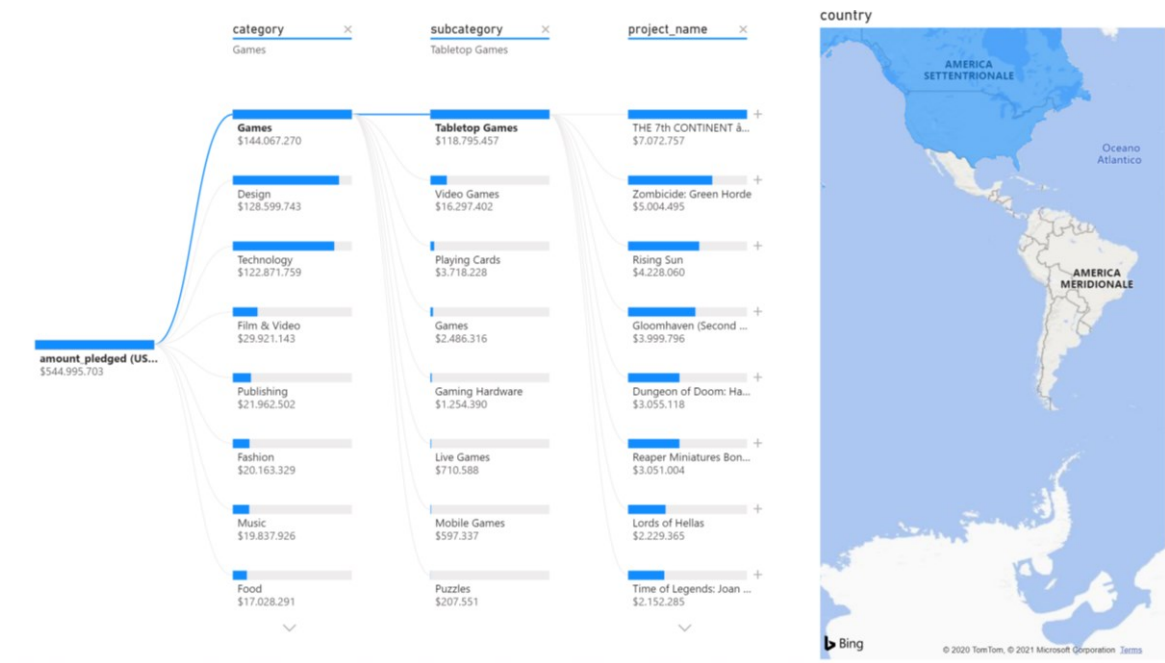 category ×
Games
subcategory ×
Tabletop Games
project_name ×
country
amount_pledged (US...
$544.995.703
Games
$144.067.270
Design
$128.599.743
Technology
$122.871.759
Film & Video
$29.921.143
Publishing
$21.962.502
Fashion
$20.163.329
Music
$19.837.926
Food
$17.028.291
Tabletop Games
$118.795.457
Video Games
$16.297.402
Playing Cards
$3.718.228
Games
$2.486.316
Gaming Hardware
$1.254.390
Live Games
$710.588
Mobile Games
$597.337
Puzzles
$207.551
THE 7th CONTINENT â...
$7.072.757
Zombicide: Green Horde
$5.004.495
Rising Sun
$4.228.060
Gloomhaven (Second ...
$3.999.796
Dungeon of Doom: Ha...
$3.055.118
Reaper Miniatures Bon...
$3.051.004
Lords of Hellas
$2.229.365
Time of Legends: Joan ...
$2.152.285
AMERICA
SETTENTRIONALE
Oceano
Atlantico
AMERICA
MERIDIONALE
Bing
© 2020 TomTom, © 2021 Microsoft Corporation Terms